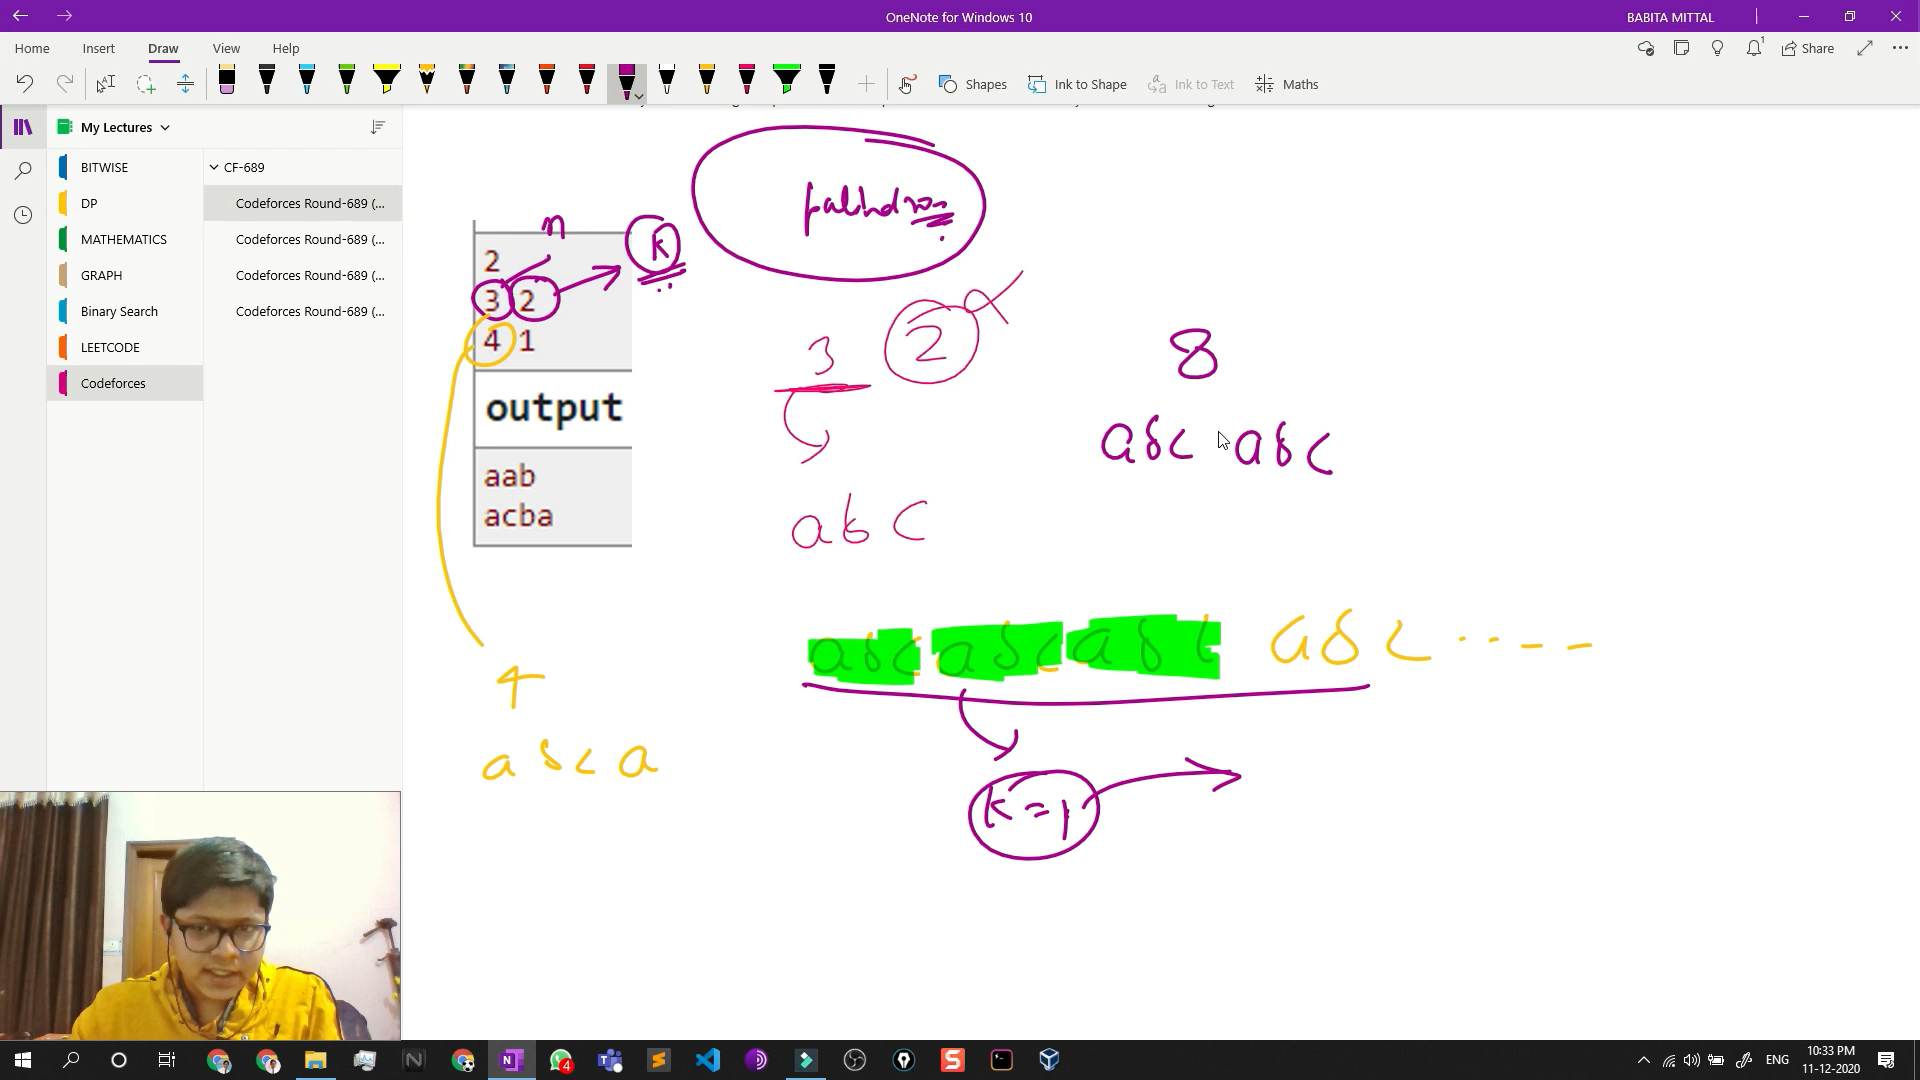 OneNote for Windows 10
BABITA MITTAL
Home Insert Draw View Help
Share
Shapes Ink to Shape Ink to Text Maths
My Lectures
BITWISE
DP
MATHEMATICS
GRAPH
Binary Search
LEETCODE
Codeforces
CF-689
Codeforces Round-689 (...
Codeforces Round-689 (...
Codeforces Round-689 (...
Codeforces Round-689 (...
n
K
2
3 2
4 1
output
aab
acba
3 2
abc
8
abc abc
abc abc abc abc ....
K = 1
4
abca
4
ENG
10:33 PM
11-12-2020